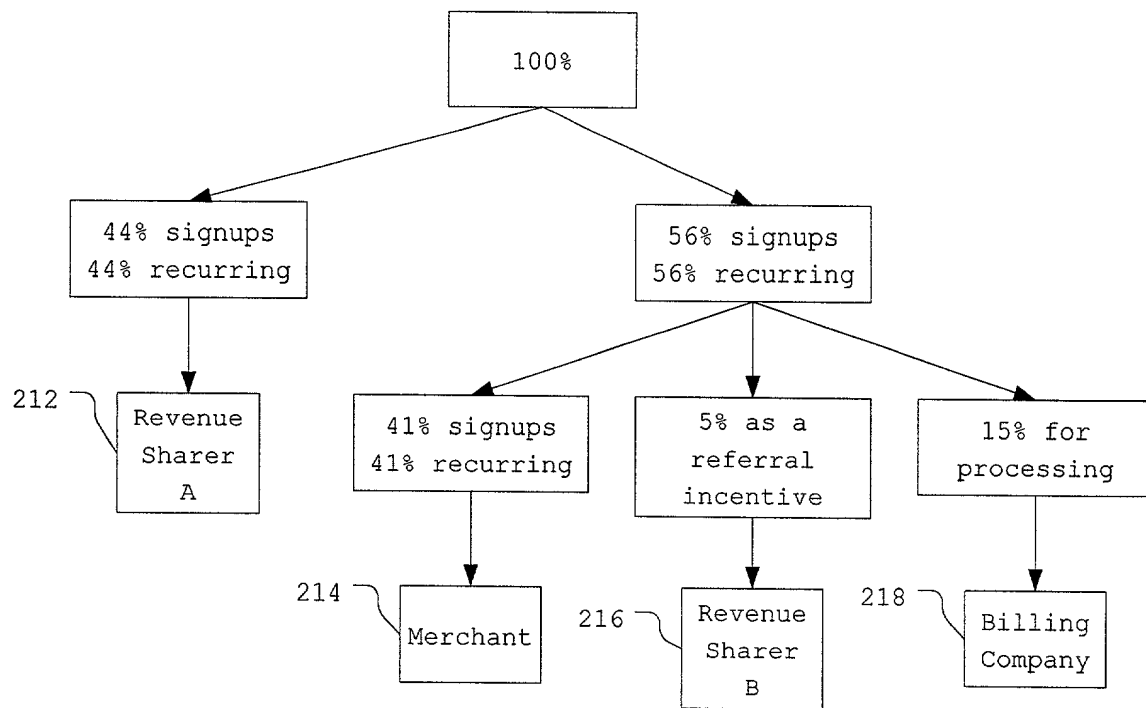 100%
44% signups
44% recurring
56% signups
56% recurring
212
Revenue
Sharer
A
41% signups
41% recurring
5% as a
referral
incentive
15% for
processing
214
Merchant
216
Revenue
Sharer
B
218
Billing
Company